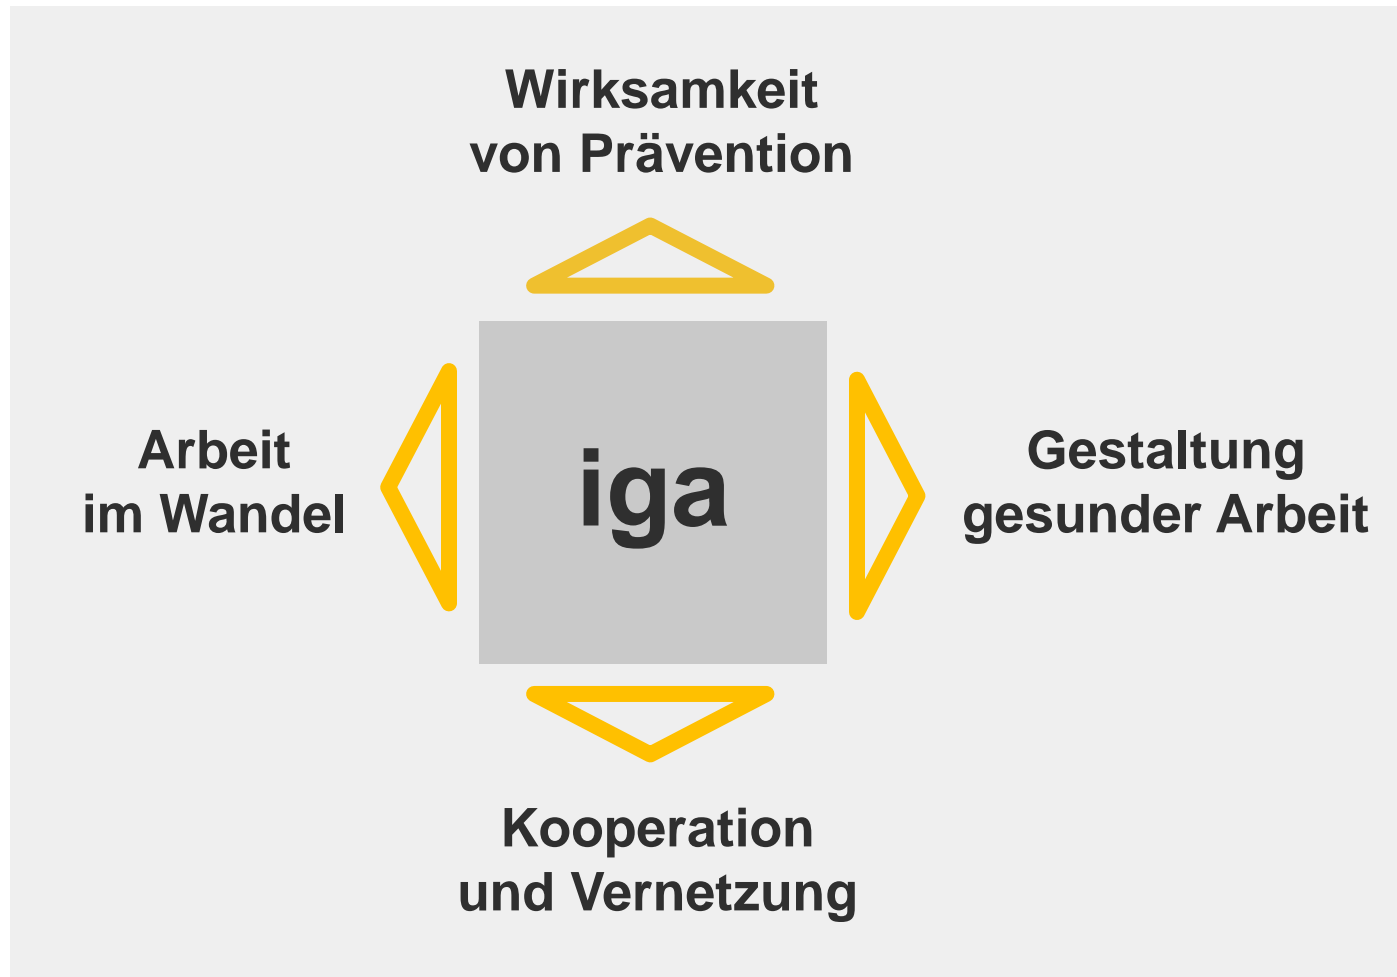 Wirksamkeit
von Prävention
Arbeit
im Wandel
iga
Gestaltung
gesunder Arbeit
Kooperation
und Vernetzung